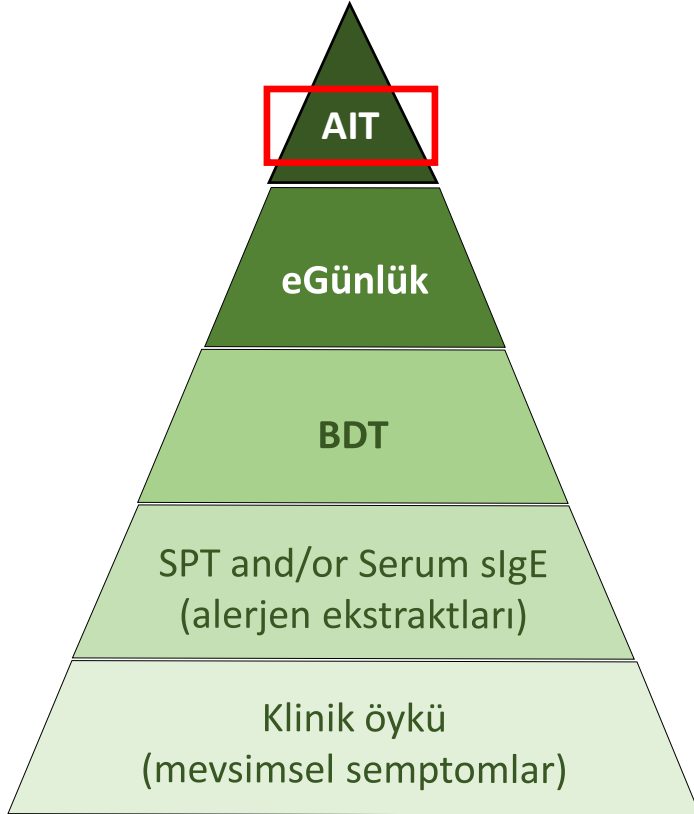 AIT
eGünlük
BDT
SPT and/or Serum sIgE
(alerjen ekstraktları)
Klinik öykü
(mevsimsel semptomlar)